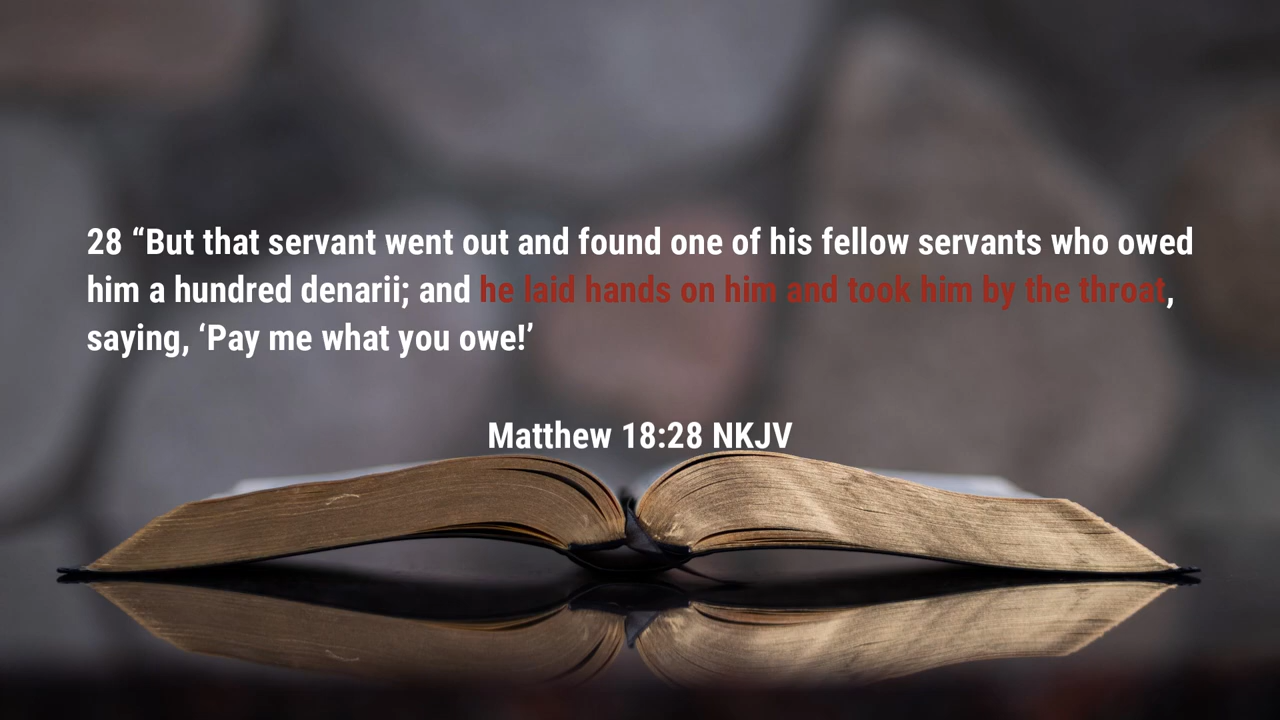 28 “But that servant went out and found one of his fellow servants who owed
him a hundred denarii; and he laid hands on him and took him by the throat,
saying, ‘Pay me what you owe!’
Matthew 18:28 NKJV